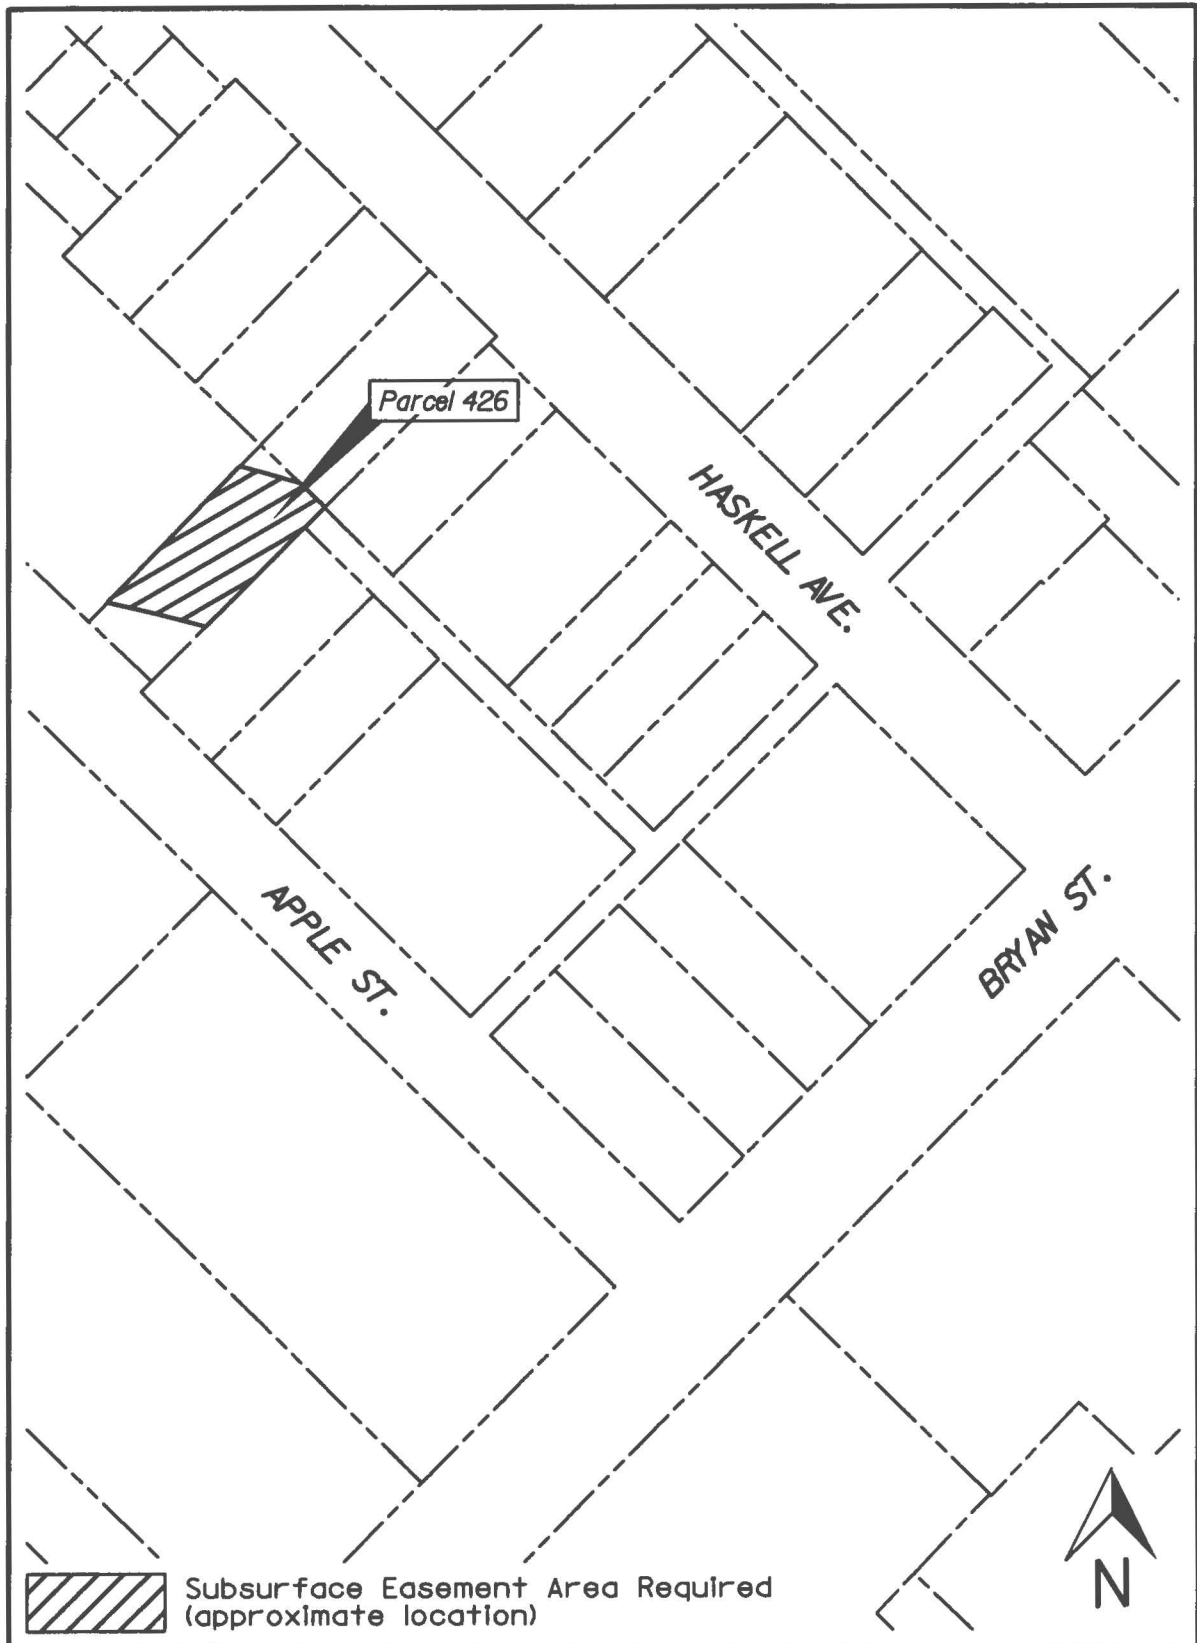 Parcel 426
HASKELL AVE.
APPLE ST.
BRYAN ST.
N
Subsurface Easement Area Required
(approximate location)